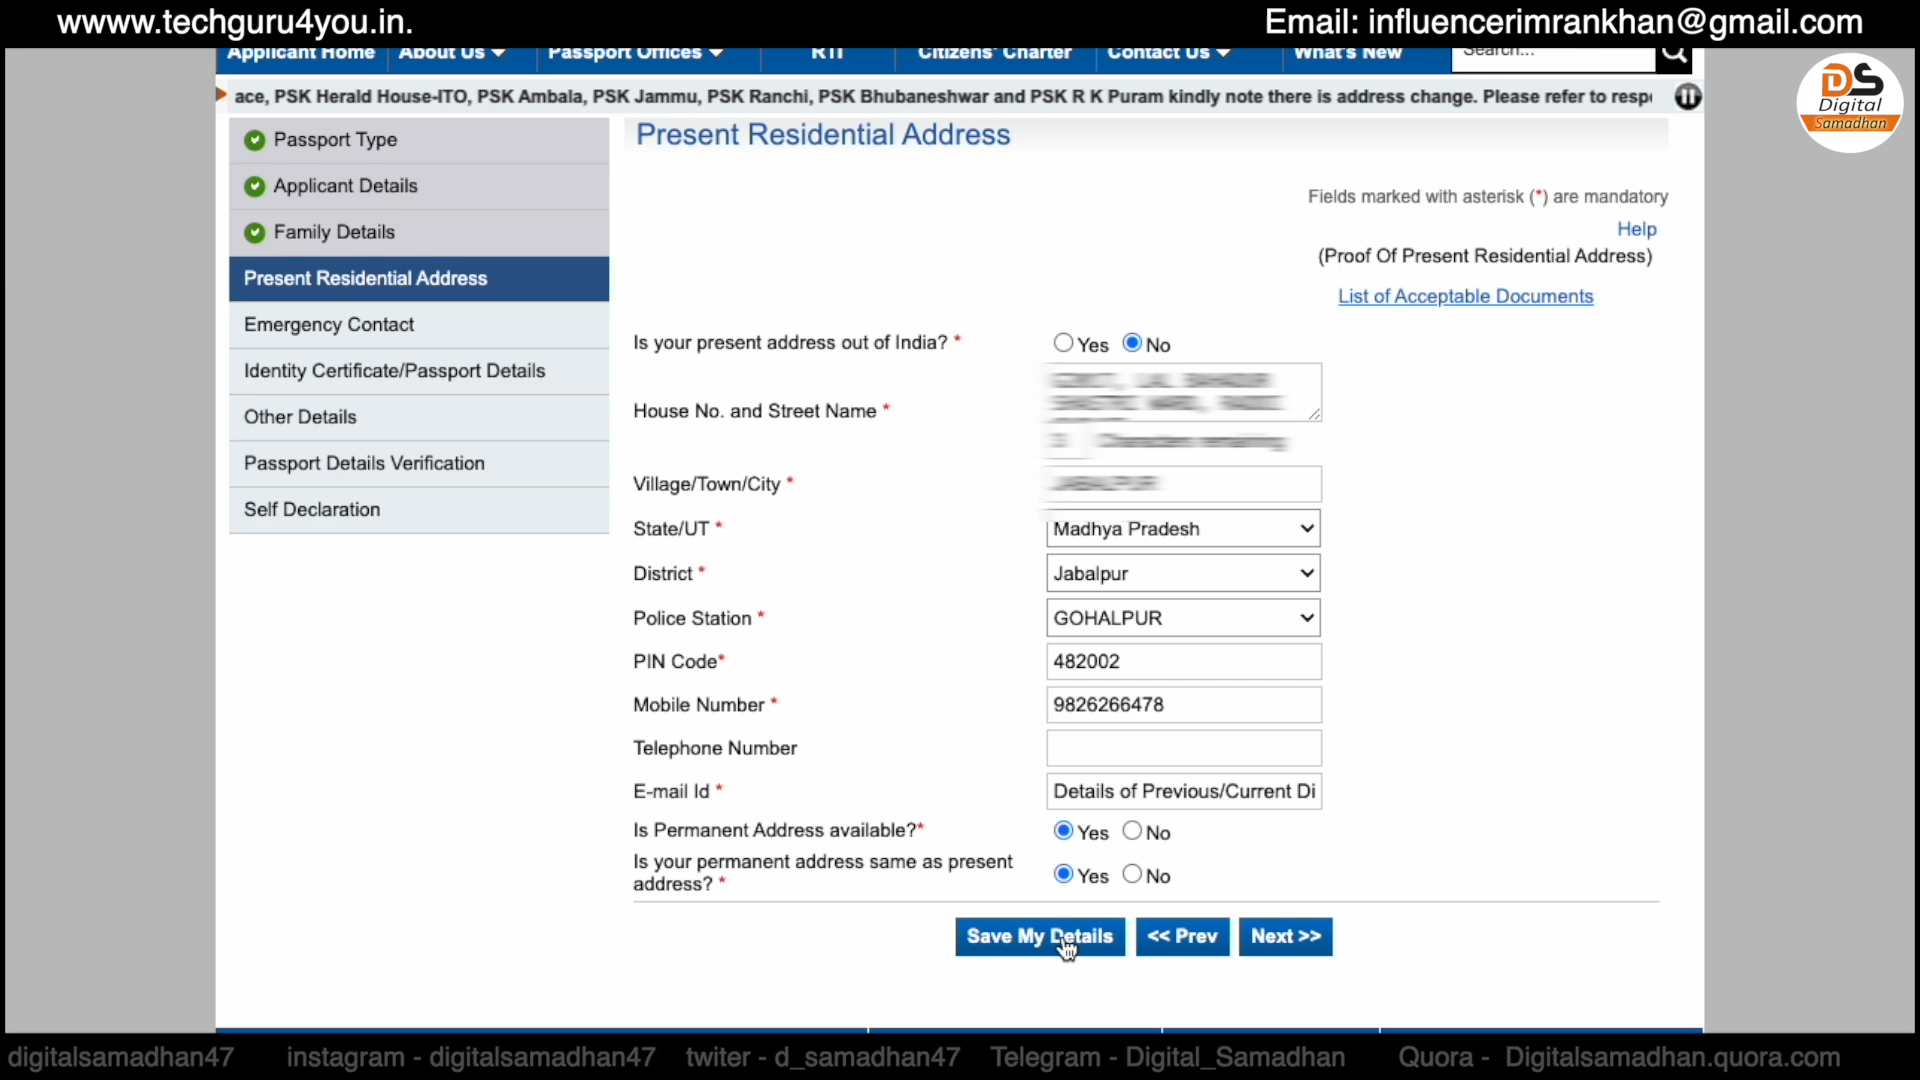 wwww.techguru4you.in.
Email: influencerimrankhan@gmail.com
Applicant Home About Us Passport Offices RTI Citizens' Charter Contact Us What's New Search...
ace, PSK Herald House-ITO, PSK Ambala, PSK Jammu, PSK Ranchi, PSK Bhubaneshwar and PSK R K Puram kindly note there is address change. Please refer to resp
DS
Digital
Samadhan
Passport Type
Applicant Details
Family Details
Present Residential Address
Emergency Contact
Identity Certificate/Passport Details
Other Details
Passport Details Verification
Self Declaration
Present Residential Address
Fields marked with asterisk (*) are mandatory
Help
(Proof Of Present Residential Address)
List of Acceptable Documents
Is your present address out of India? * Yes No
House No. and Street Name *
Village/Town/City * JABALPUR
State/UT * Madhya Pradesh
District * Jabalpur
Police Station * GOHALPUR
PIN Code* 482002
Mobile Number * 9826266478
Telephone Number
E-mail Id * Details of Previous/Current Di
Is Permanent Address available?* Yes No
Is your permanent address same as present
address? * Yes No
Save My Details << Prev Next >>
digitalsamadhan47 instagram - digitalsamadhan47 twiter - d_samadhan47 Telegram - Digital_Samadhan Quora - Digitalsamadhan.quora.com